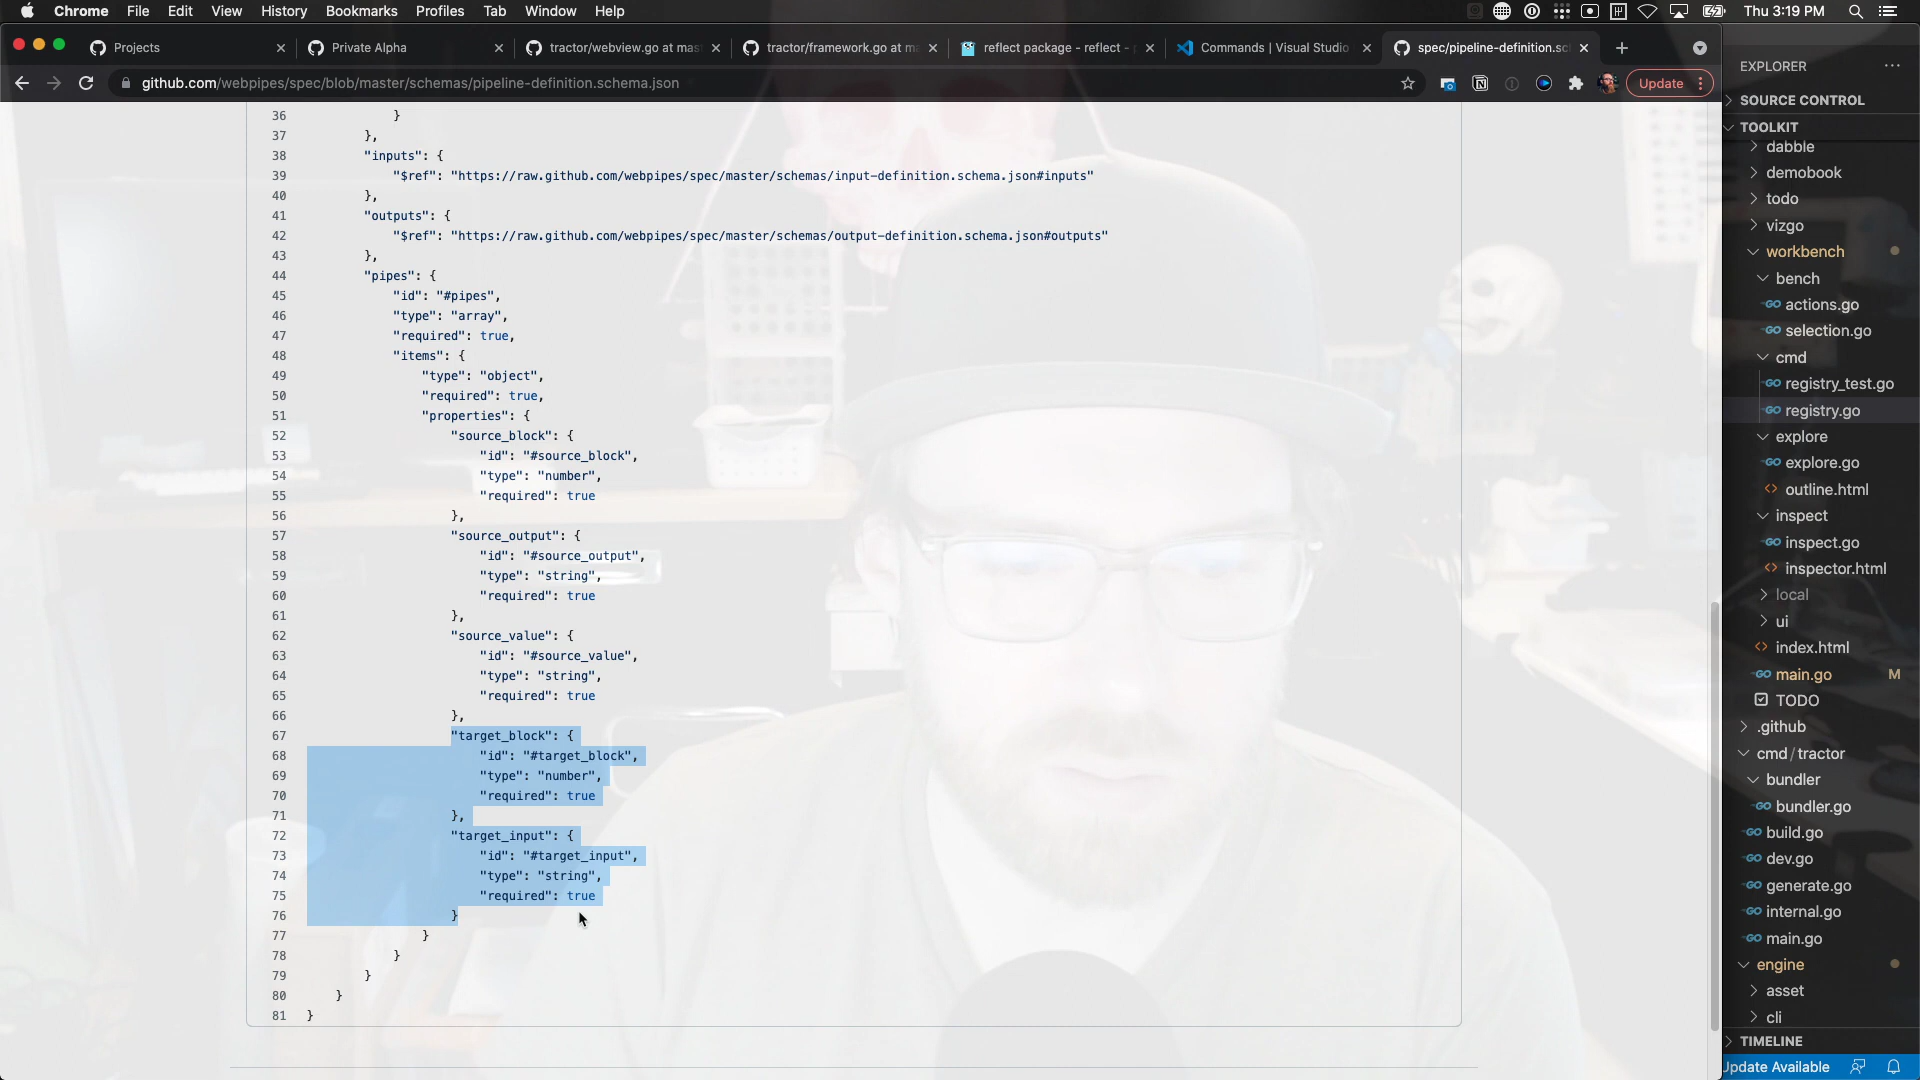 Chrome File Edit View History Bookmarks Profiles Tab Window Help Thu 3:19 PM
Projects Private Alpha tractor/webview.go at mas tractor/framework.go at ma reflect package - reflect - Commands | Visual Studio spec/pipeline-definition.sc
github.com/webpipes/spec/blob/master/schemas/pipeline-definition.schema.json Update
36 }
37 },
38 "inputs": {
39 "$ref": "https://raw.github.com/webpipes/spec/master/schemas/input-definition.schema.json#inputs"
40 },
41 "outputs": {
42 "$ref": "https://raw.github.com/webpipes/spec/master/schemas/output-definition.schema.json#outputs"
43 },
44 "pipes": {
45 "id": "#pipes",
46 "type": "array",
47 "required": true,
48 "items": {
49 "type": "object",
50 "required": true,
51 "properties": {
52 "source_block": {
53 "id": "#source_block",
54 "type": "number",
55 "required": true
56 },
57 "source_output": {
58 "id": "#source_output",
59 "type": "string",
60 "required": true
61 },
62 "source_value": {
63 "id": "#source_value",
64 "type": "string",
65 "required": true
66 },
67 "target_block": {
68 "id": "#target_block",
69 "type": "number",
70 "required": true
71 },
72 "target_input": {
73 "id": "#target_input",
74 "type": "string",
75 "required": true
76 }
77 }
78 }
79 }
80 }
81 }
EXPLORER
SOURCE CONTROL
TOOLKIT
dabble
demobook
todo
vizgo
workbench
bench
actions.go
selection.go
cmd
registry_test.go
registry.go
explore
explore.go
outline.html
inspect
inspect.go
inspector.html
local
ui
index.html
main.go M
TODO
.github
cmd/tractor
bundler
bundler.go
build.go
dev.go
generate.go
internal.go
main.go
engine
asset
cli
TIMELINE
Update Available